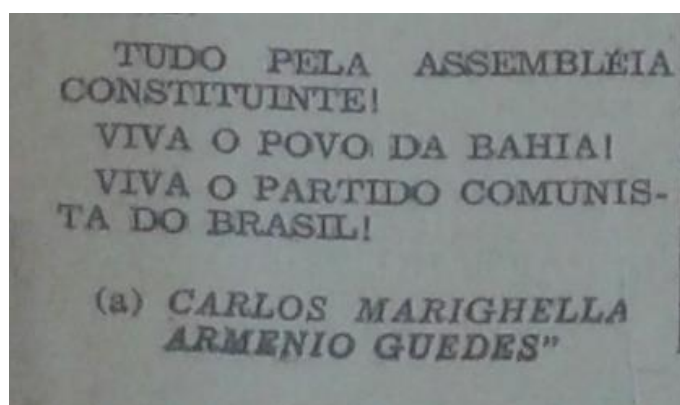 TUDO PELA ASSEMBLÉIA
CONSTITUINTE!
VIVA O POVO DA BAHIA!
VIVA O PARTIDO COMUNIS-
TA DO BRASIL!
(a) CARLOS MARIGHELLA
ARMENIO GUEDES"